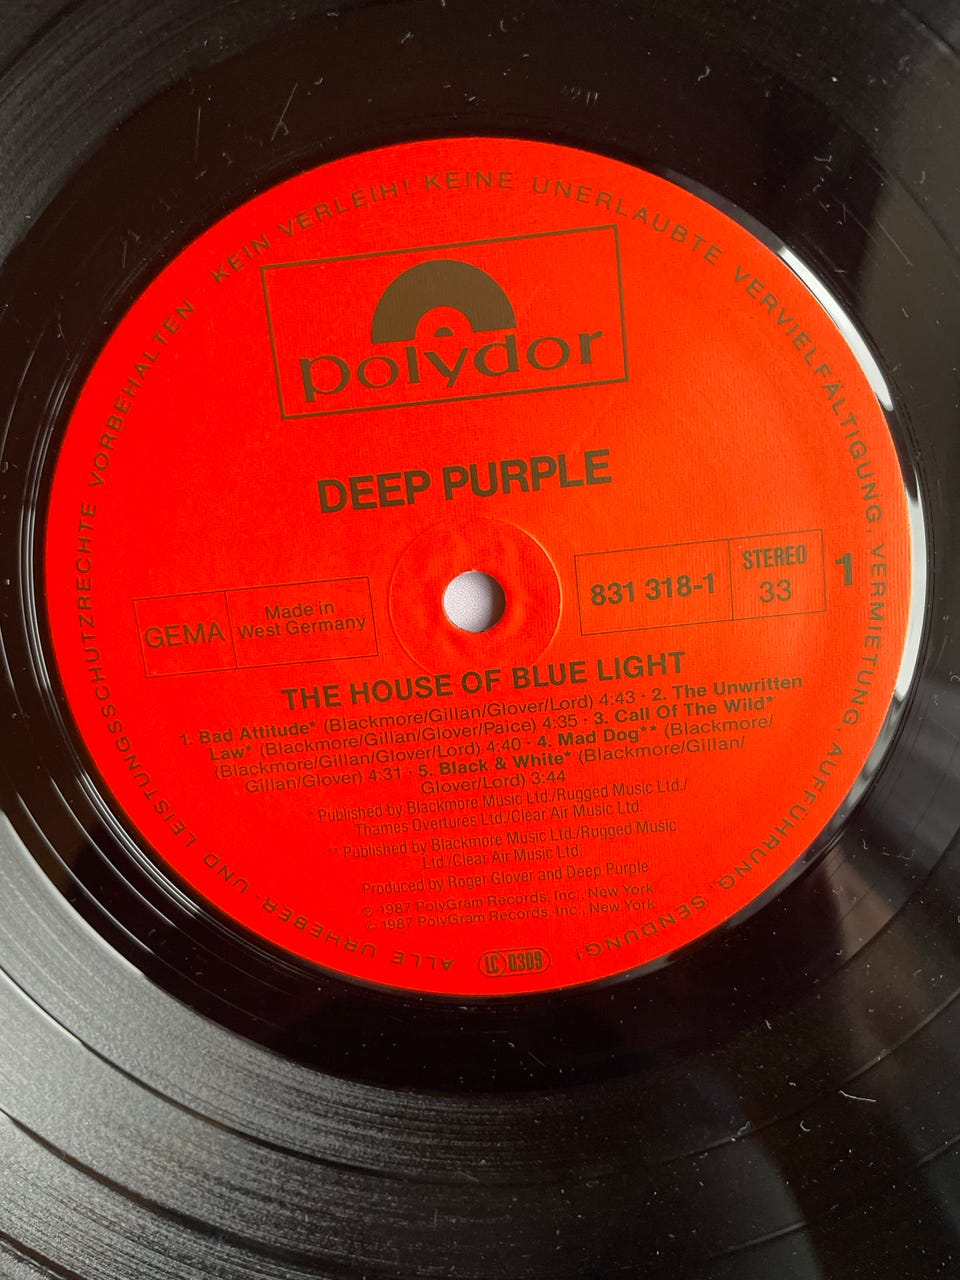 ALLE URHEBER- UND LEISTUNGSSCHUTZRECHTE VORBEHALTEN KEIN VERLEIH! KEINE UNERLAUBTE VERVIELFÄLTIGUNG, VERMIETUNG, AUFFÜHRUNG, SENDUNG!
polydor
DEEP PURPLE
GEMA
Made in
West Germany
831 318-1
STEREO
33
1
THE HOUSE OF BLUE LIGHT
1. Bad Attitude* (Blackmore/Gillan/Glover/Lord) 4:43 · 2. The Unwritten
Law* (Blackmore/Gillan/Glover/Paice) 4:35 · 3. Call Of The Wild*
(Blackmore/Gillan/Glover/Lord) 4:40 · 4. Mad Dog** (Blackmore/
Gillan/Glover) 4:31 · 5. Black & White* (Blackmore/Gillan/
Glover/Lord) 3:44
* Published by Blackmore Music Ltd./Rugged Music Ltd./
Thames Overtures Ltd./Clear Air Music Ltd.
** Published by Blackmore Music Ltd./Rugged Music
Ltd./Clear Air Music Ltd.
Produced by Roger Glover and Deep Purple
℗ 1987 PolyGram Records, Inc., New York
© 1987 PolyGram Records, Inc., New York
LC 0309